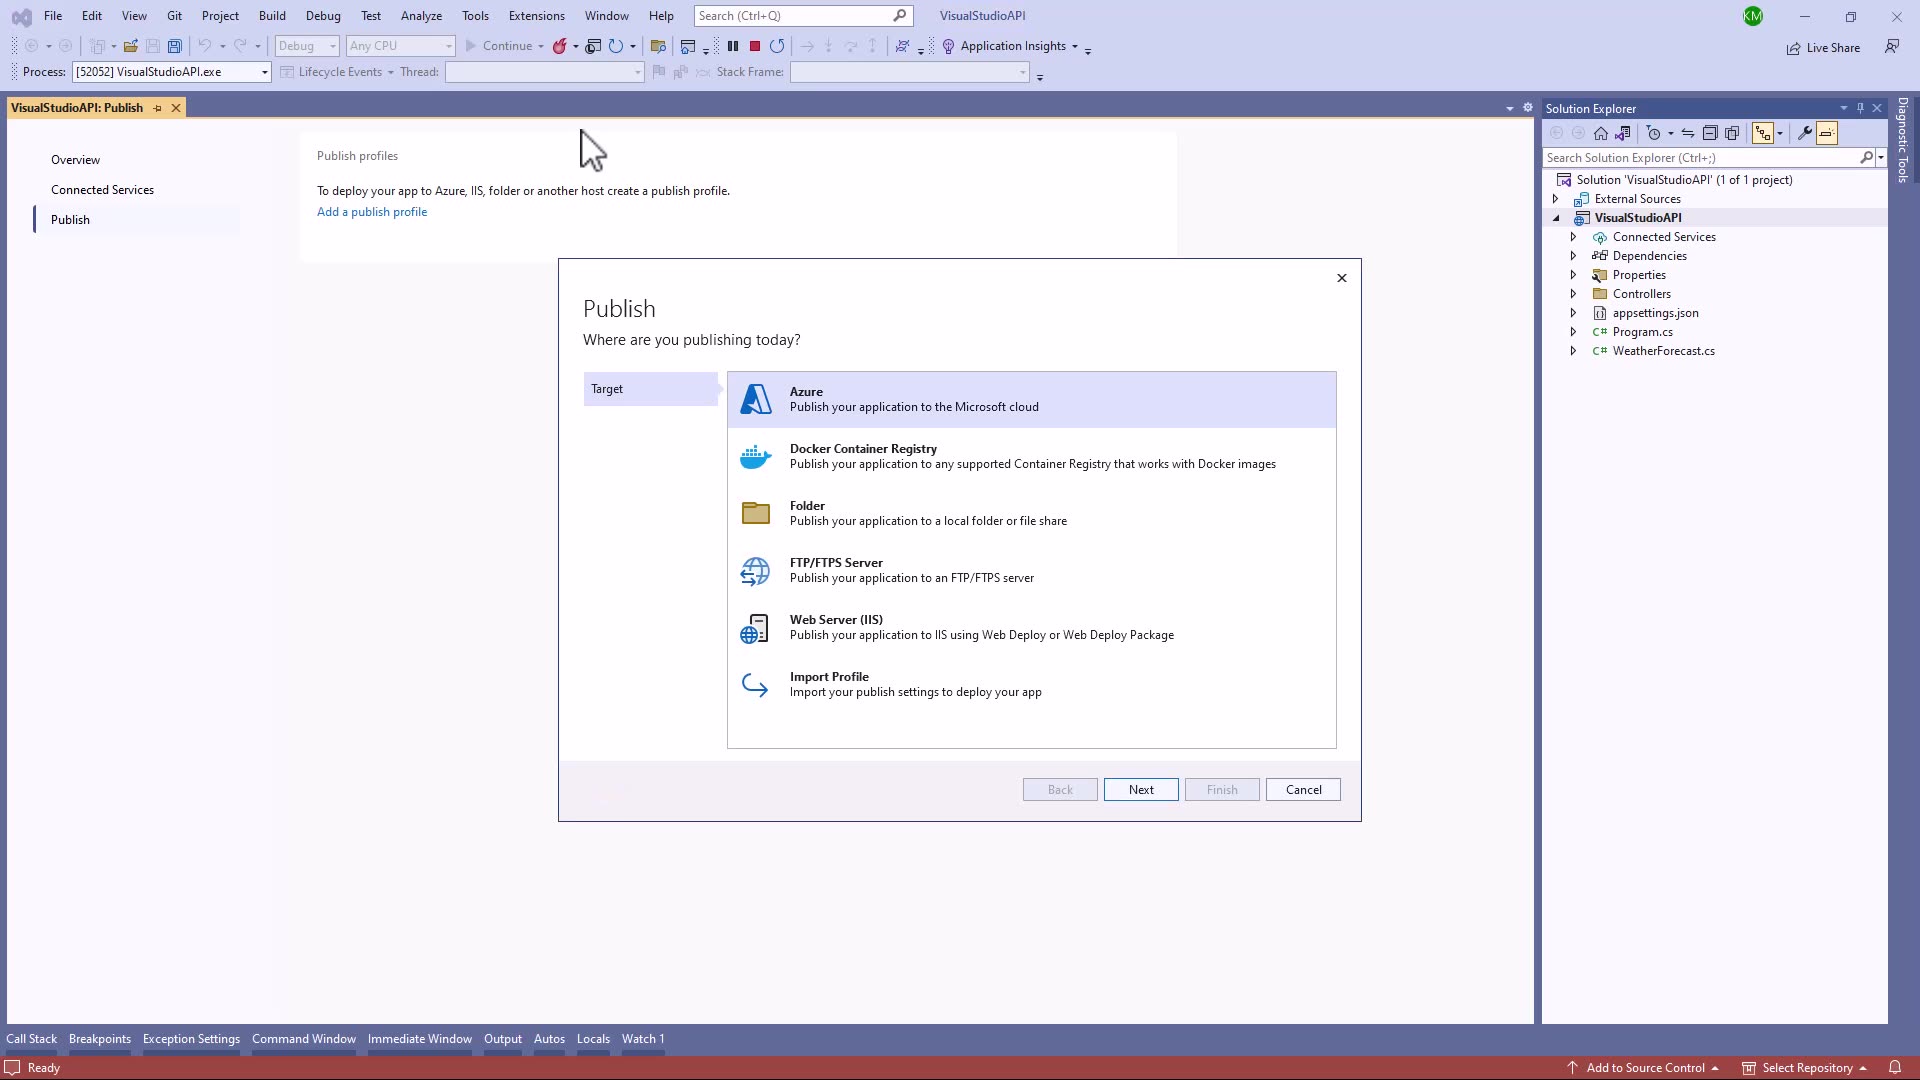 File Edit View Git Project Build Debug Test Analyze Tools Extensions Window Help Search (Ctrl+Q) VisualStudioAPI KM
Debug Any CPU Continue Application Insights Live Share
Process: [52052] VisualStudioAPI.exe Lifecycle Events Thread: Stack Frame:
VisualStudioAPI: Publish
Overview
Connected Services
Publish
Publish profiles
To deploy your app to Azure, IIS, folder or another host create a publish profile.
Add a publish profile
Publish
Where are you publishing today?
Target
Azure
Publish your application to the Microsoft cloud
Docker Container Registry
Publish your application to any supported Container Registry that works with Docker images
Folder
Publish your application to a local folder or file share
FTP/FTPS Server
Publish your application to an FTP/FTPS server
Web Server (IIS)
Publish your application to IIS using Web Deploy or Web Deploy Package
Import Profile
Import your publish settings to deploy your app
Back Next Finish Cancel
Solution Explorer
Search Solution Explorer (Ctrl+;)
Solution 'VisualStudioAPI' (1 of 1 project)
External Sources
VisualStudioAPI
Connected Services
Dependencies
Properties
Controllers
appsettings.json
C# Program.cs
C# WeatherForecast.cs
Diagnostic Tools
Call Stack Breakpoints Exception Settings Command Window Immediate Window Output Autos Locals Watch 1
Ready Add to Source Control Select Repository